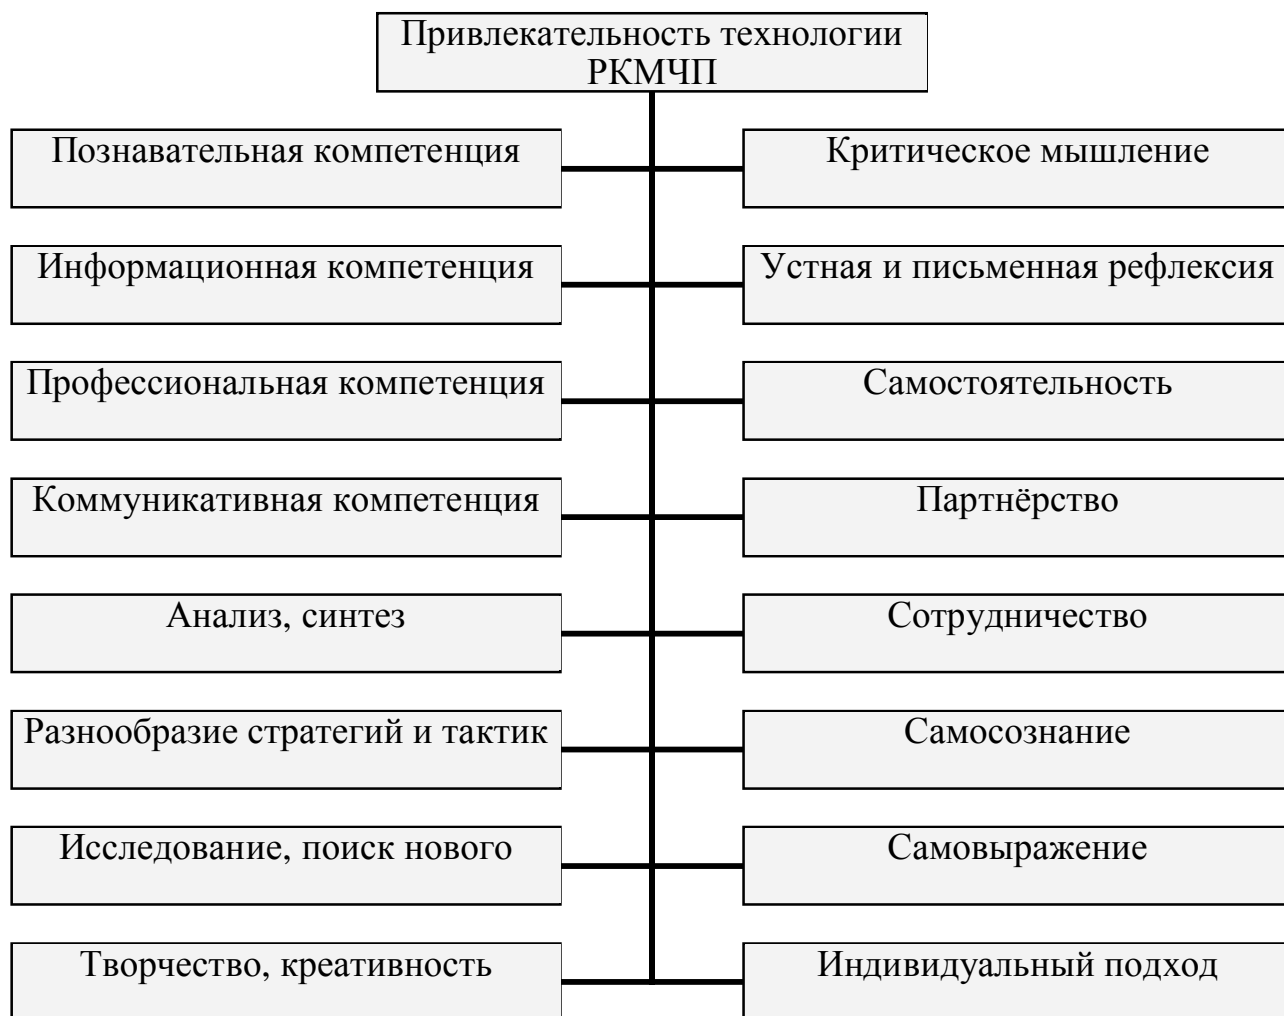 Привлекательность технологии
РКМЧП
Познавательная компетенция
Критическое мышление
Информационная компетенция
Устная и письменная рефлексия
Профессиональная компетенция
Самостоятельность
Коммуникативная компетенция
Партнёрство
Анализ, синтез
Сотрудничество
Разнообразие стратегий и тактик
Самосознание
Исследование, поиск нового
Самовыражение
Творчество, креативность
Индивидуальный подход